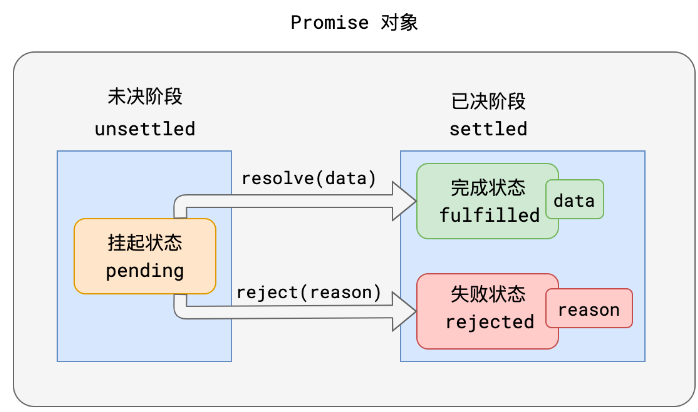 Promise 对象
未决阶段
unsettled
已决阶段
settled
resolve(data)
挂起状态
pending
完成状态
fulfilled
data
reject(reason)
失败状态
rejected
reason